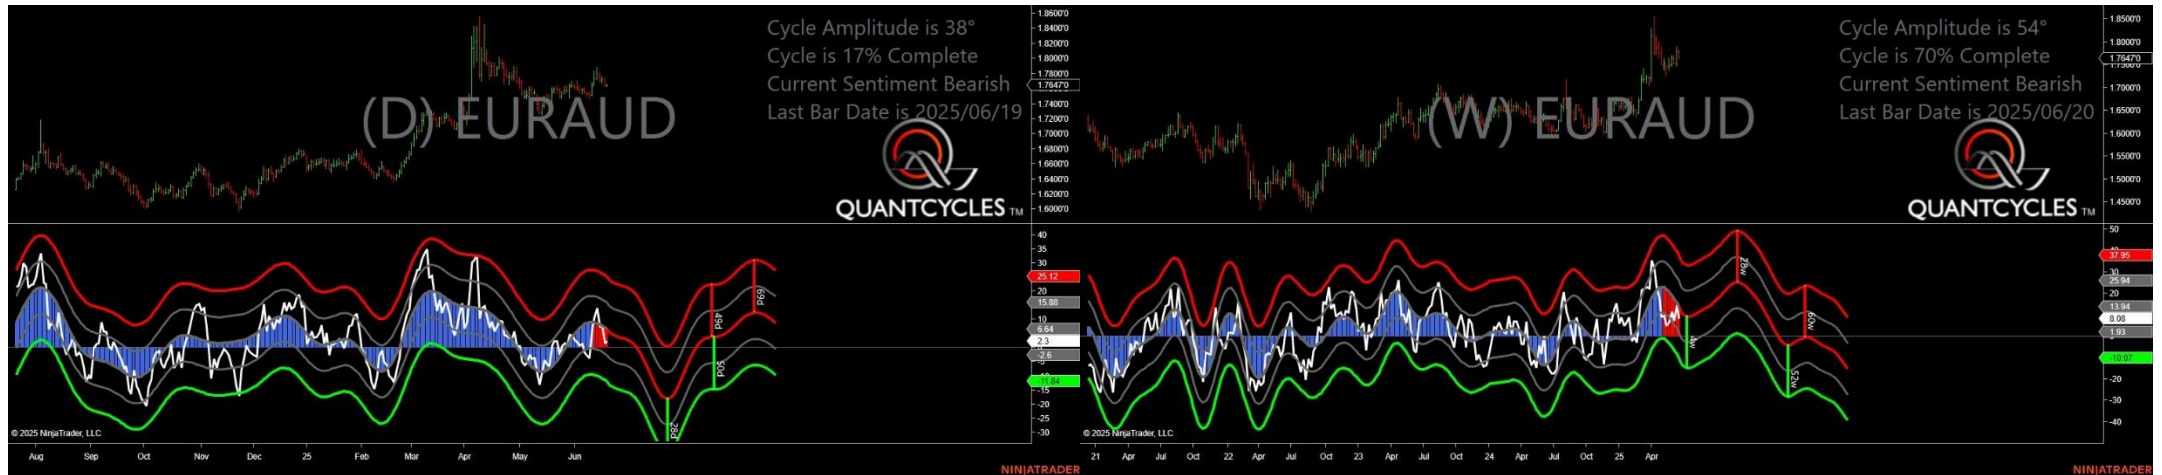 Cycle Amplitude is 38°
Cycle is 17% Complete
Current Sentiment Bearish
Last Bar Date is 2025/06/19
(D) EURAUD
QUANTCYCLES TM
1.8600'0
1.8400'0
1.8200'0
1.8000'0
1.7800'0
1.7647'0
1.7400'0
1.7200'0
1.7000'0
1.6800'0
1.6600'0
1.6400'0
1.6200'0
1.6000'0
40
35
30
25.12
20
15.88
10
6.64
2.3
-2.6
-11.84
-15
-20
-25
-30
28d
49d
50d
69d
© 2025 NinjaTrader, LLC
Aug Sep Oct Nov Dec 25 Feb Mar Apr May Jun
NINJATRADER
Cycle Amplitude is 54°
Cycle is 70% Complete
Current Sentiment Bearish
Last Bar Date is 2025/06/20
(W) EURAUD
QUANTCYCLES TM
1.8500'0
1.8000'0
1.7647'0
1.7000'0
1.6500'0
1.6000'0
1.5500'0
1.5000'0
1.4500'0
50
37.95
30
25.94
20
13.94
8.08
1.93
-10.07
-20
-30
-40
4w
28w
52w
60w
© 2025 NinjaTrader, LLC
21 Apr Jul Oct 22 Apr Jul Oct 23 Apr Jul Oct 24 Apr Jul Oct 25 Apr
NINJATRADER